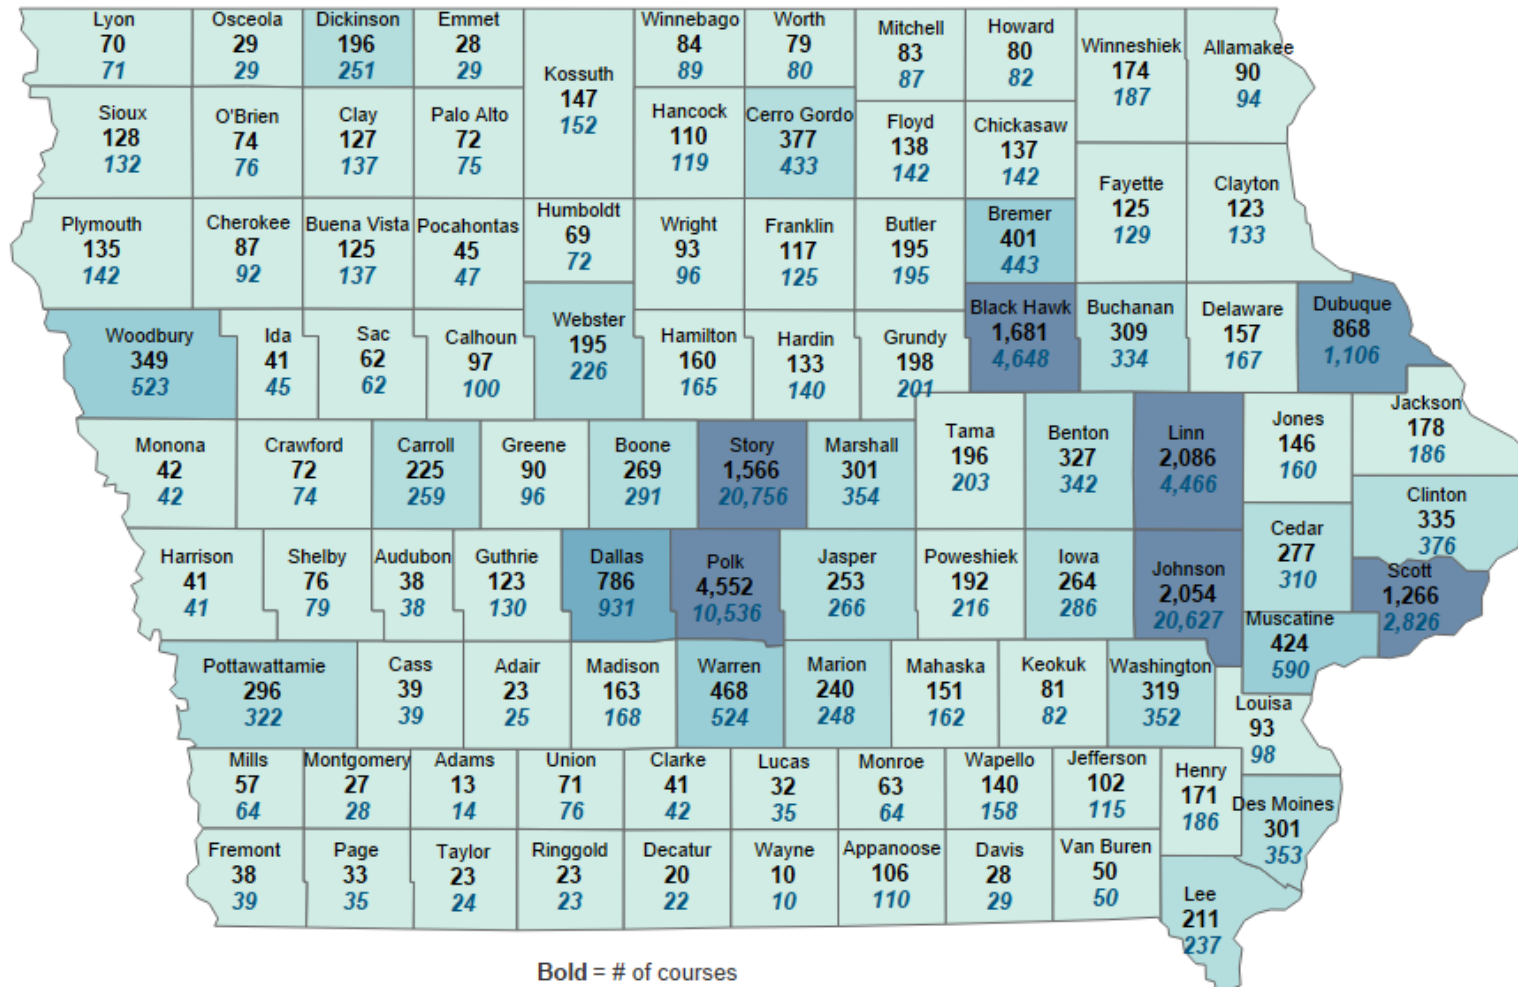 Lyon
70
71
Osceola
29
29
Dickinson
196
251
Emmet
28
29
Kossuth
147
152
Winnebago
84
89
Worth
79
80
Mitchell
83
87
Howard
80
82
Winneshiek
174
187
Allamakee
90
94
Sioux
128
132
O'Brien
74
76
Clay
127
137
Palo Alto
72
75
Hancock
110
119
Cerro Gordo
377
433
Floyd
138
142
Chickasaw
137
142
Fayette
125
129
Clayton
123
133
Plymouth
135
142
Cherokee
87
92
Buena Vista
125
137
Pocahontas
45
47
Humboldt
69
72
Wright
93
96
Franklin
117
125
Butler
195
195
Bremer
401
443
Woodbury
349
523
Ida
41
45
Sac
62
62
Calhoun
97
100
Webster
195
226
Hamilton
160
165
Hardin
133
140
Grundy
198
201
Black Hawk
1,681
4,648
Buchanan
309
334
Delaware
157
167
Dubuque
868
1,106
Monona
42
42
Crawford
72
74
Carroll
225
259
Greene
90
96
Boone
269
291
Story
1,566
20,756
Marshall
301
354
Tama
196
203
Benton
327
342
Linn
2,086
4,466
Jones
146
160
Jackson
178
186
Clinton
335
376
Harrison
41
41
Shelby
76
79
Audubon
38
38
Guthrie
123
130
Dallas
786
931
Polk
4,552
10,536
Jasper
253
266
Poweshiek
192
216
Iowa
264
286
Johnson
2,054
20,627
Cedar
277
310
Scott
1,266
2,826
Muscatine
424
590
Pottawattamie
296
322
Cass
39
39
Adair
23
25
Madison
163
168
Warren
468
524
Marion
240
248
Mahaska
151
162
Keokuk
81
82
Washington
319
352
Louisa
93
98
Mills
57
64
Montgomery
27
28
Adams
13
14
Union
71
76
Clarke
41
42
Lucas
32
35
Monroe
63
64
Wapello
140
158
Jefferson
102
115
Henry
171
186
Des Moines
301
353
Fremont
38
39
Page
33
35
Taylor
23
24
Ringgold
23
23
Decatur
20
22
Wayne
10
10
Appanoose
106
110
Davis
28
29
Van Buren
50
50
Lee
211
237
Bold = # of courses